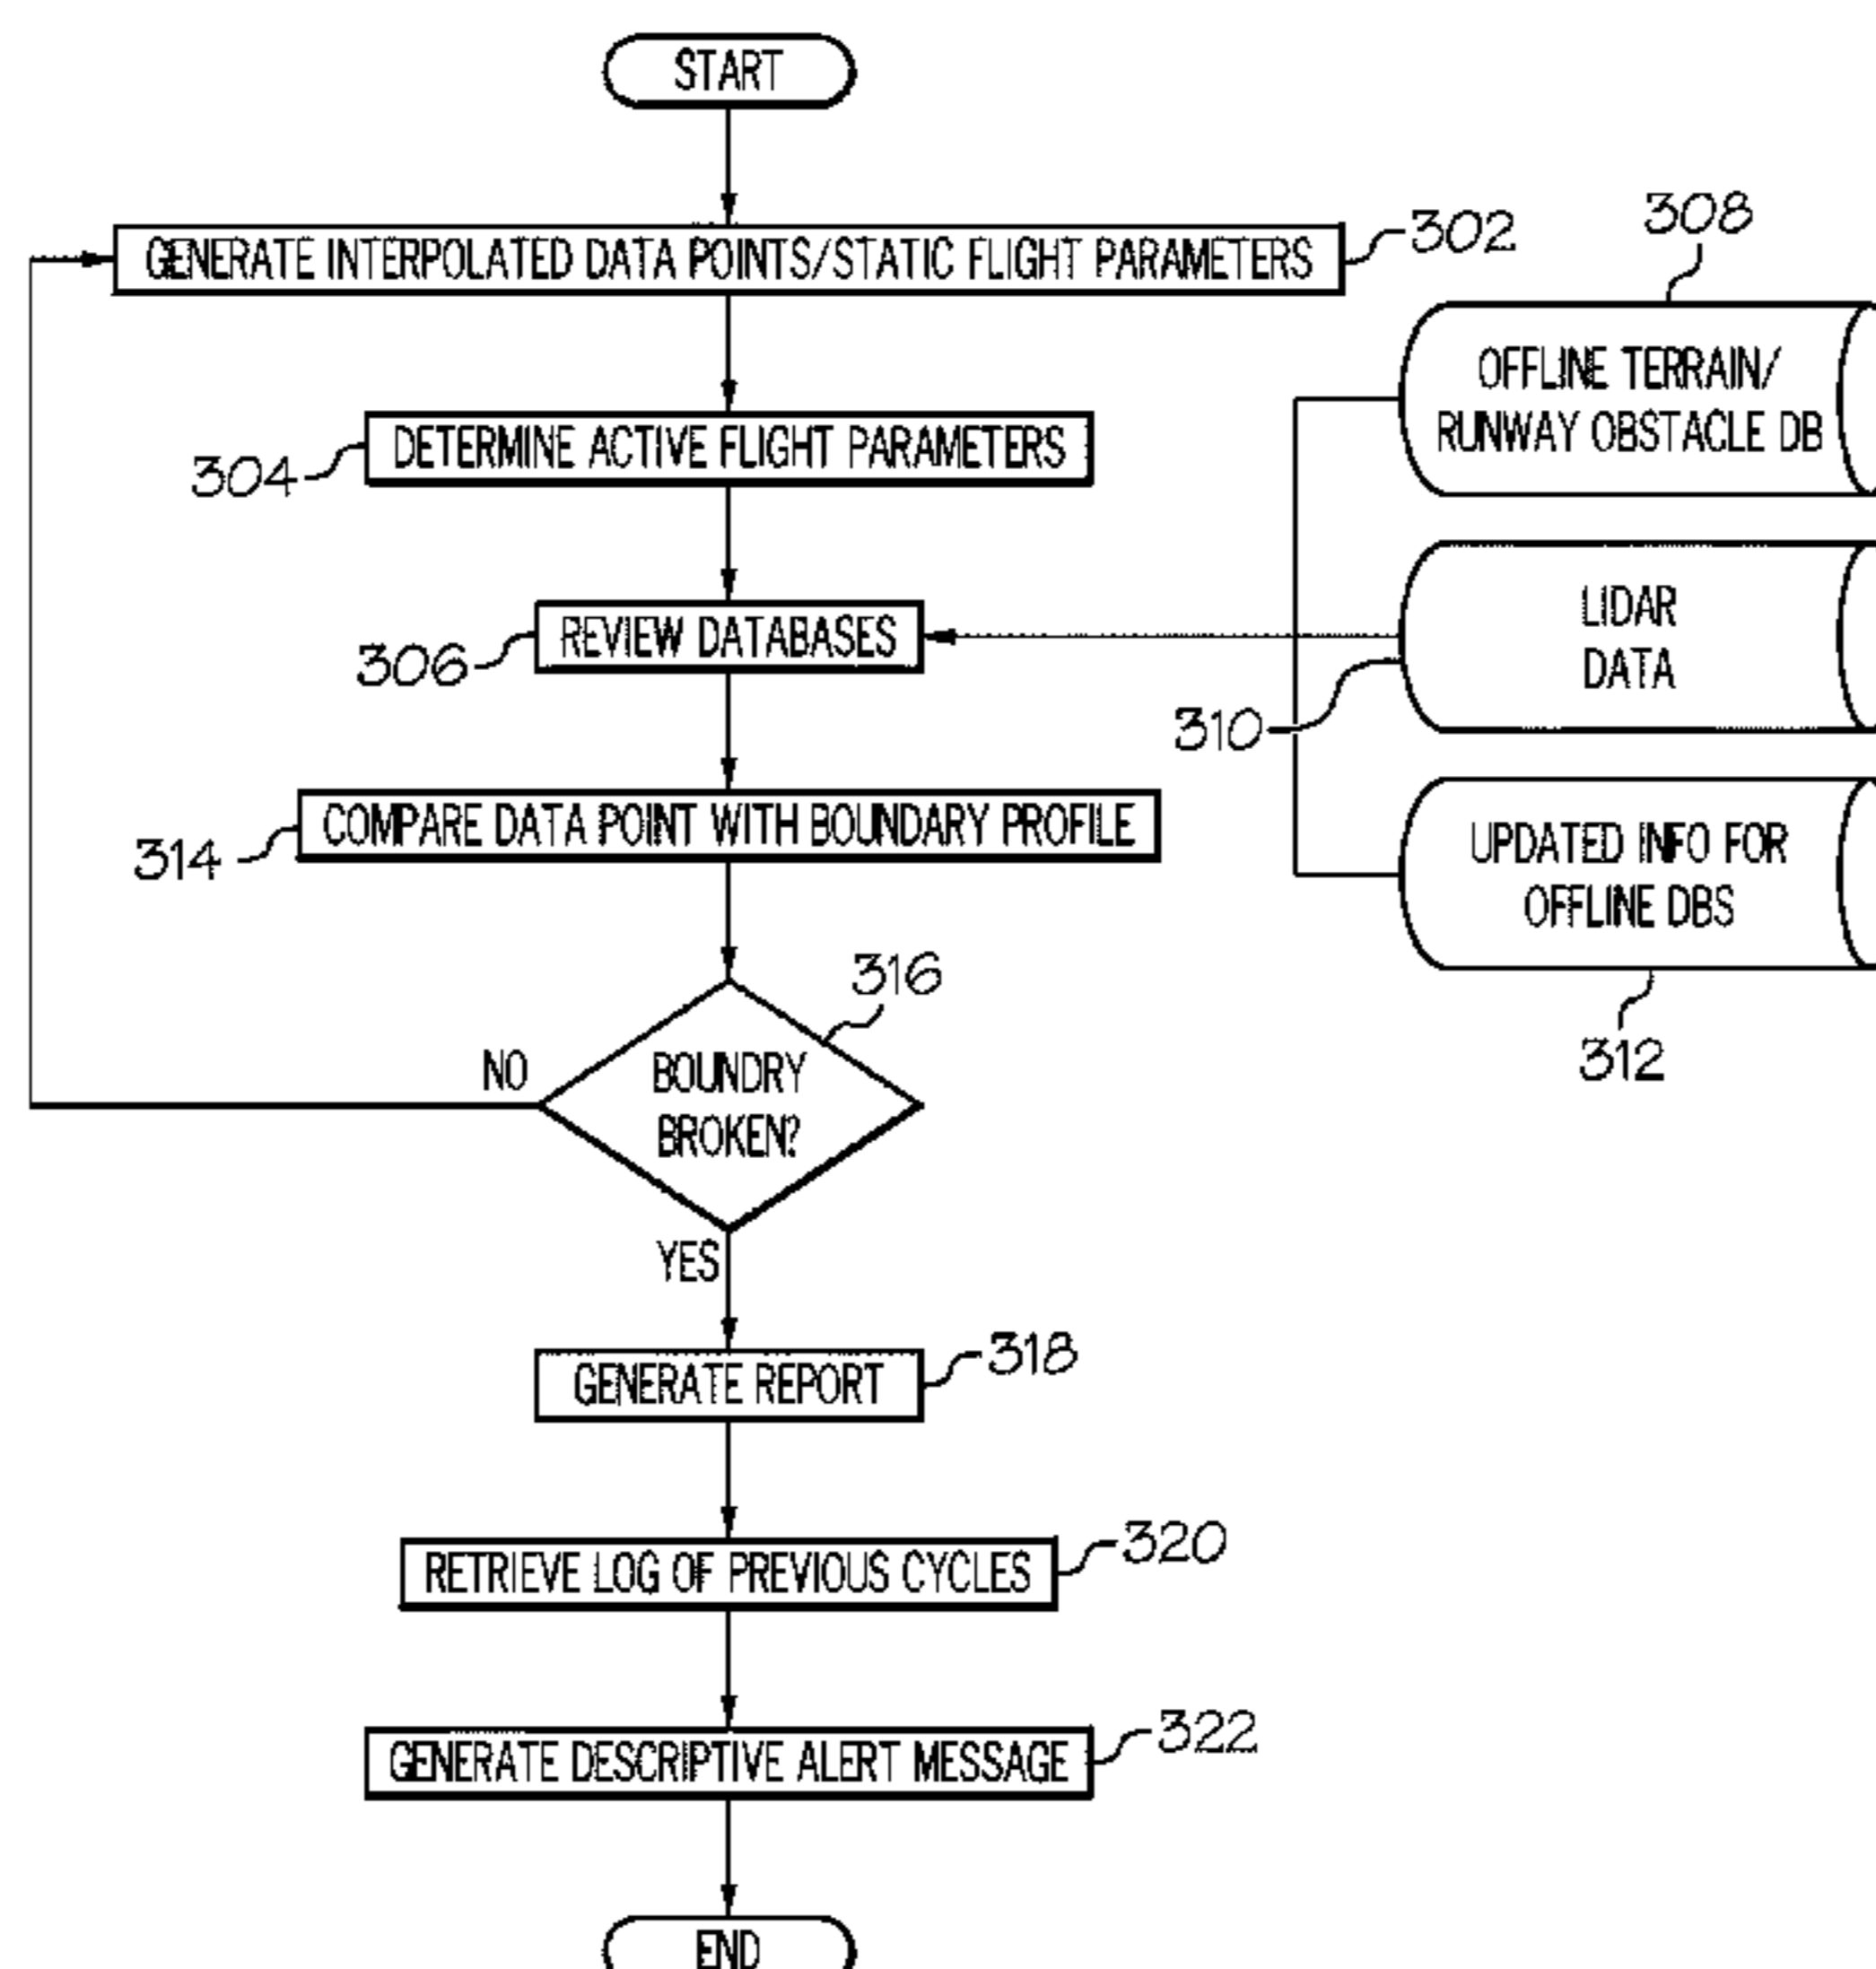 START
GENERATE INTERPOLATED DATA POINTS/STATIC FLIGHT PARAMETERS
302
308
OFFLINE TERRAIN/
RUNWAY OBSTACLE DB
DETERMINE ACTIVE FLIGHT PARAMETERS
304
REVIEW DATABASES
306
LIDAR
DATA
310
COMPARE DATA POINT WITH BOUNDARY PROFILE
314
UPDATED INFO FOR
OFFLINE DBS
312
316
NO
BOUNDRY
BROKEN?
YES
GENERATE REPORT
318
RETRIEVE LOG OF PREVIOUS CYCLES
320
GENERATE DESCRIPTIVE ALERT MESSAGE
322
END